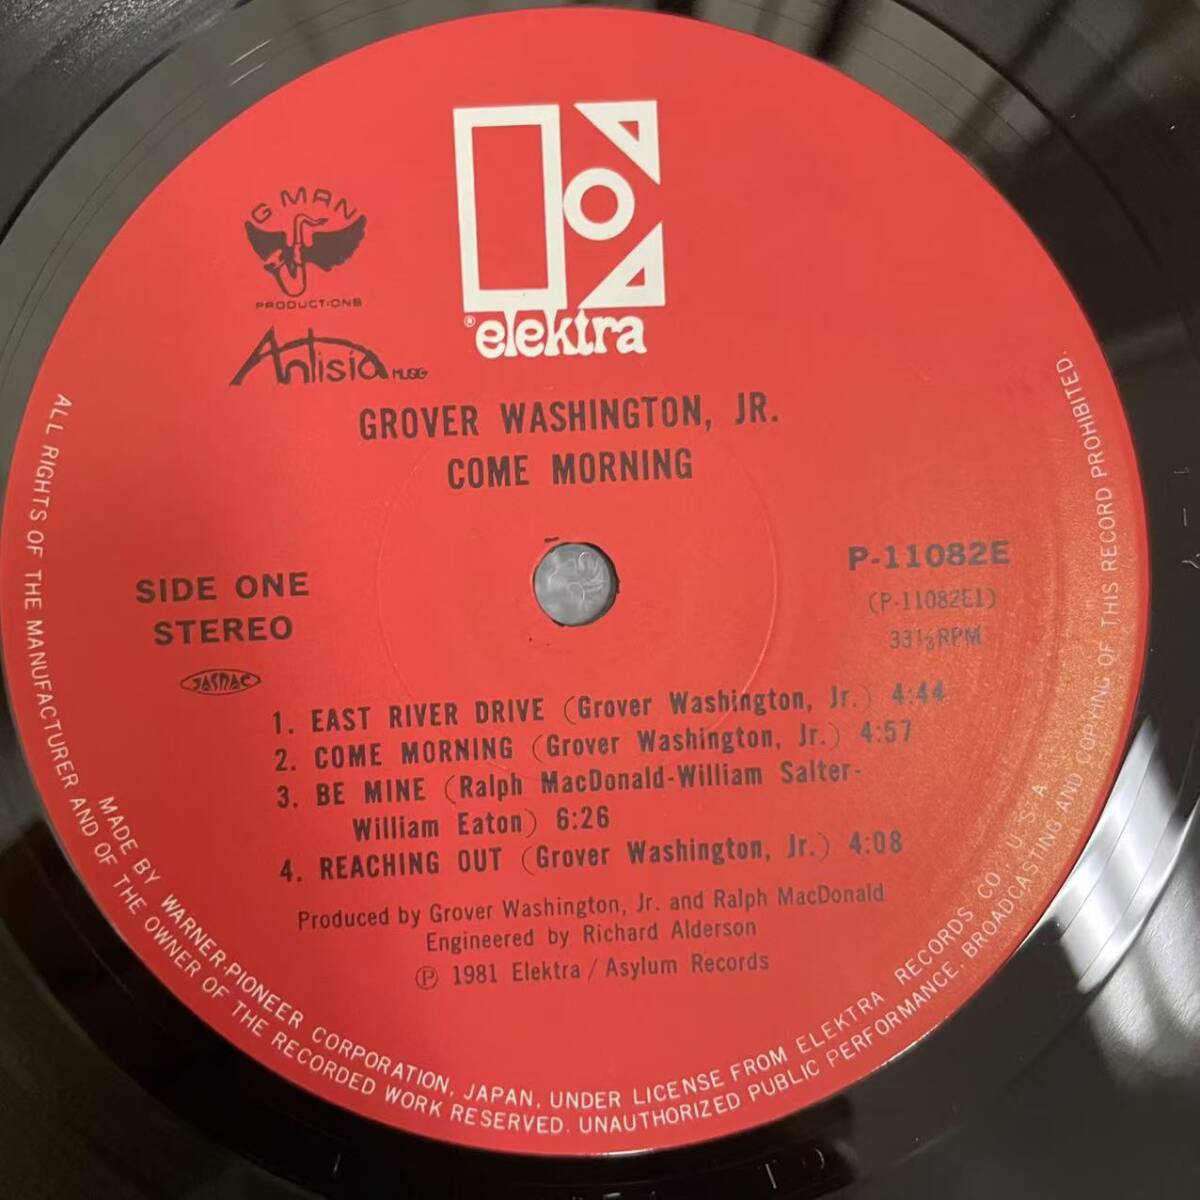 G MAN
PRODUCTIONS
Antisia MUSIC
® elektra
GROVER WASHINGTON, JR.
COME MORNING
SIDE ONE
STEREO
JASRAC
P-11082E
(P-11082E1)
33⅓RPM
1. EAST RIVER DRIVE (Grover Washington, Jr.) 4:44
2. COME MORNING (Grover Washington, Jr.) 4:57
3. BE MINE (Ralph MacDonald-William Salter-
William Eaton) 6:26
4. REACHING OUT (Grover Washington, Jr.) 4:08
Produced by Grover Washington, Jr. and Ralph MacDonald
Engineered by Richard Alderson
Ⓟ 1981 Elektra / Asylum Records
MADE BY WARNER-PIONEER CORPORATION, JAPAN, UNDER LICENSE FROM ELEKTRA RECORDS CO. U.S.A.
ALL RIGHTS OF THE MANUFACTURER AND OF THE OWNER OF THE RECORDED WORK RESERVED. UNAUTHORIZED PUBLIC PERFORMANCE, BROADCASTING AND COPYING OF THIS RECORD PROHIBITED.